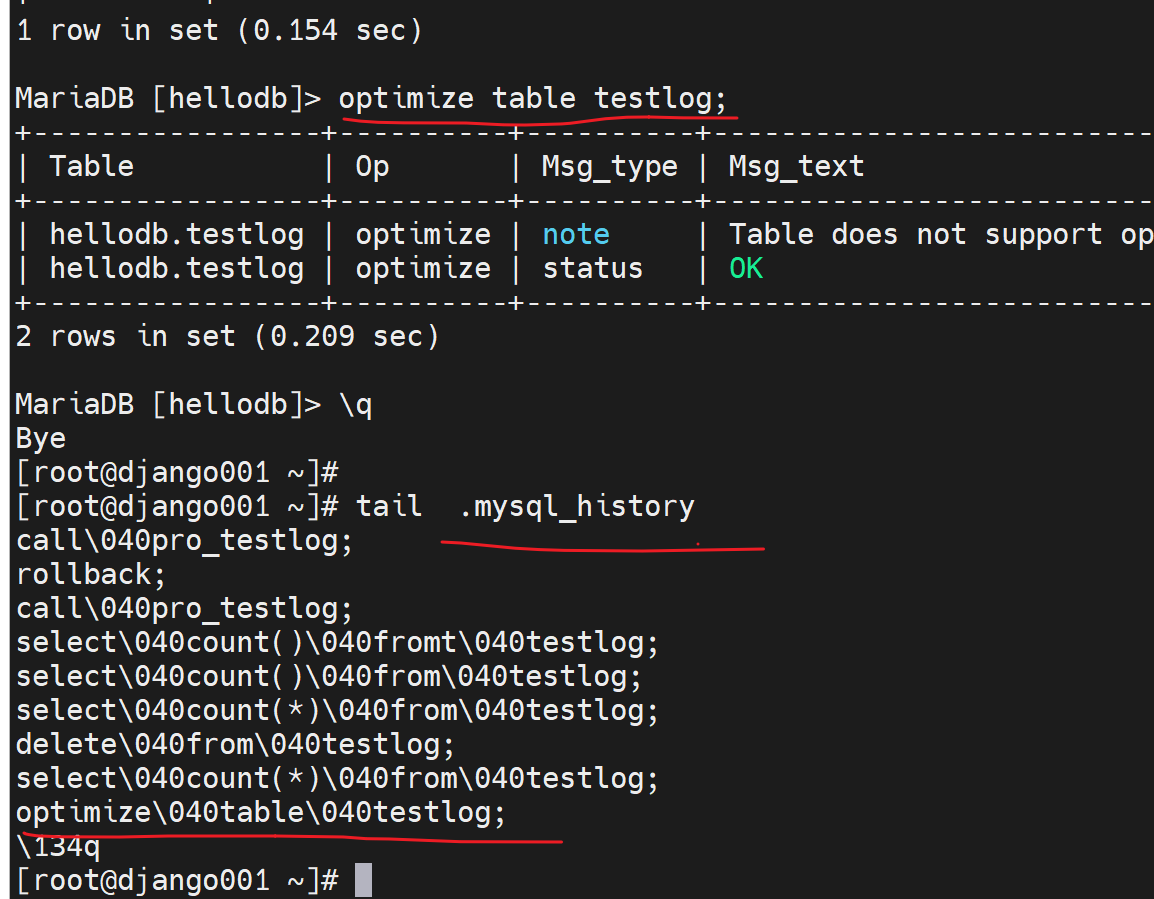 1 row in set (0.154 sec)
MariaDB [hellodb]> optimize table testlog;
+-----------------+----------+----------+--------------------------
| Table           | Op       | Msg_type | Msg_text
+-----------------+----------+----------+--------------------------
| hellodb.testlog | optimize | note     | Table does not support op
| hellodb.testlog | optimize | status   | OK
+-----------------+----------+----------+--------------------------
2 rows in set (0.209 sec)
MariaDB [hellodb]> \q
Bye
[root@django001 ~]#
[root@django001 ~]# tail  .mysql_history
call\040pro_testlog;
rollback;
call\040pro_testlog;
select\040count()\040fromt\040testlog;
select\040count()\040from\040testlog;
select\040count(*)\040from\040testlog;
delete\040from\040testlog;
select\040count(*)\040from\040testlog;
optimize\040table\040testlog;
\134q
[root@django001 ~]#